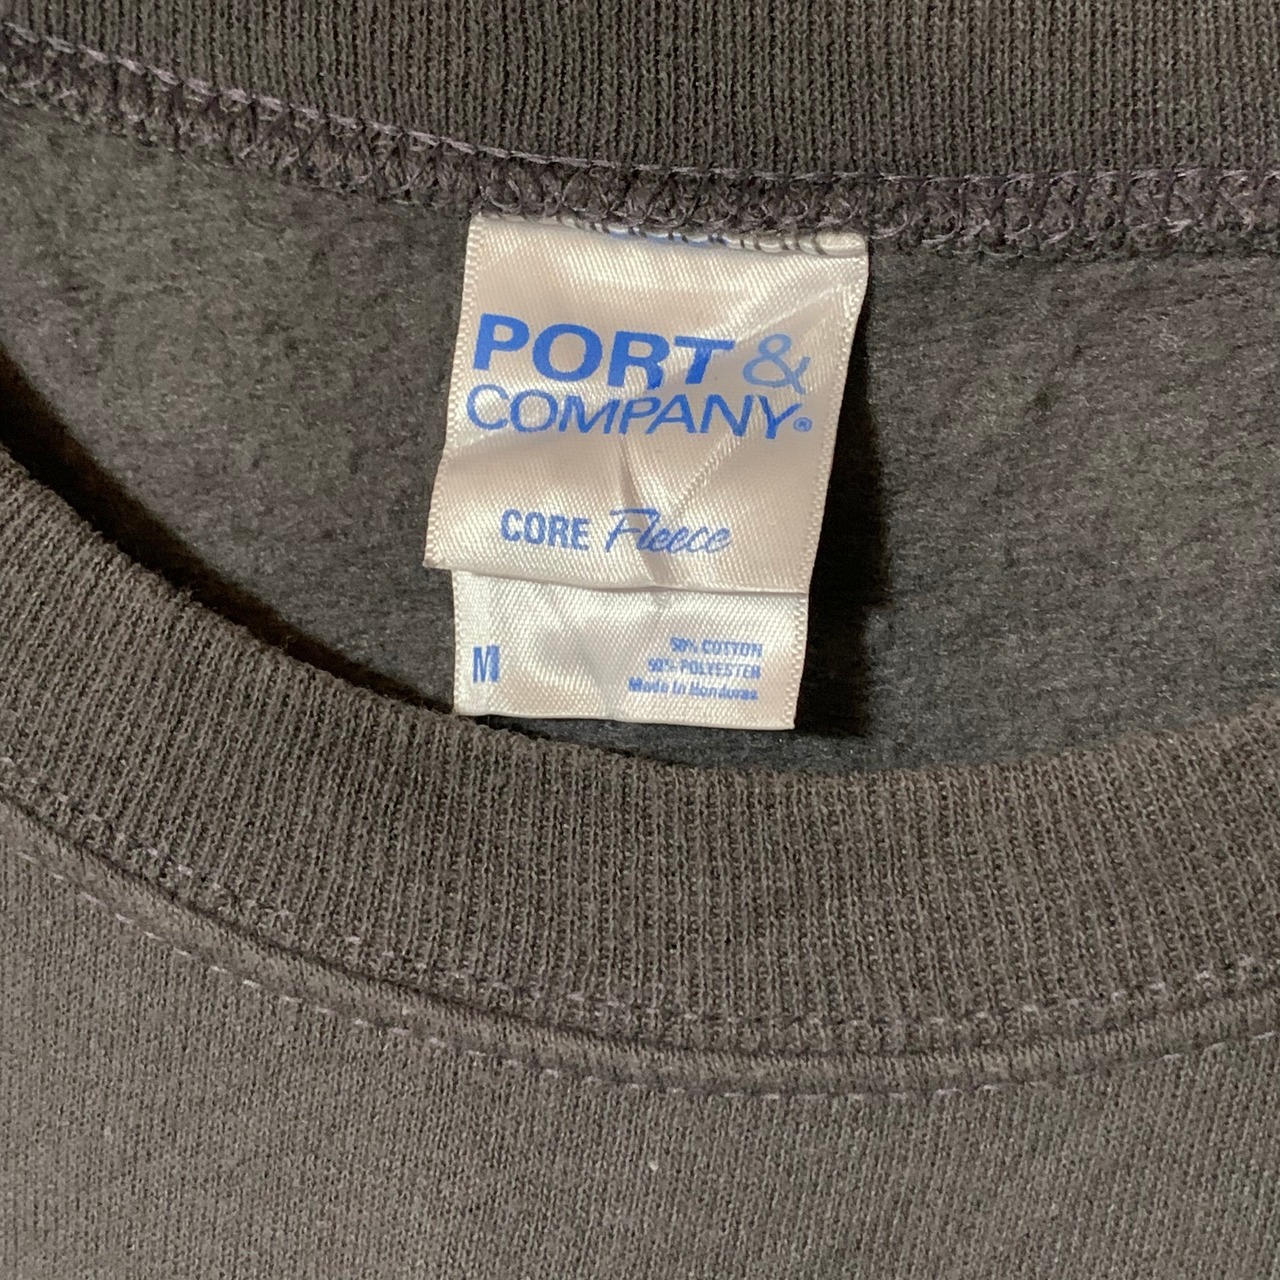 PORT &
COMPANY®
CORE Fleece
M
50% COTTON
50% POLYESTER
Made In Honduras